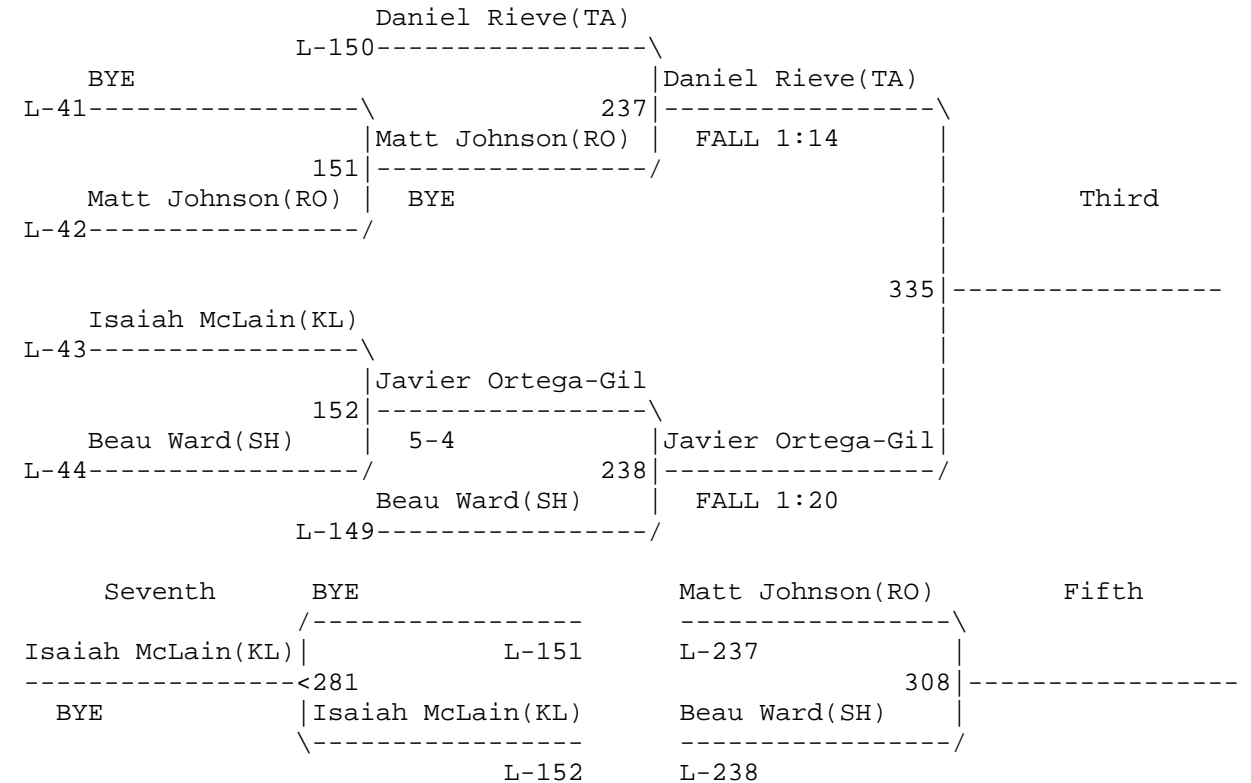 Daniel Rieve(TA)
L-150-----------------\
BYE |Daniel Rieve(TA)
L-41-----------------\ 237|-----------------\
|Matt Johnson(RO) | FALL 1:14 |
151|-----------------/ |
Matt Johnson(RO) | BYE | Third
L-42-----------------/ |
|
335|-----------------
Isaiah McLain(KL) |
L-43-----------------\ |
|Javier Ortega-Gil |
152|-----------------\ |
Beau Ward(SH) | 5-4 |Javier Ortega-Gil|
L-44-----------------/ 238|-----------------/
Beau Ward(SH) | FALL 1:20
L-149-----------------/
Seventh BYE Matt Johnson(RO) Fifth
/----------------- -----------------\
Isaiah McLain(KL)| L-151 L-237 |
-----------------<281 308|-----------------
BYE |Isaiah McLain(KL) Beau Ward(SH) |
\----------------- -----------------/
L-152 L-238